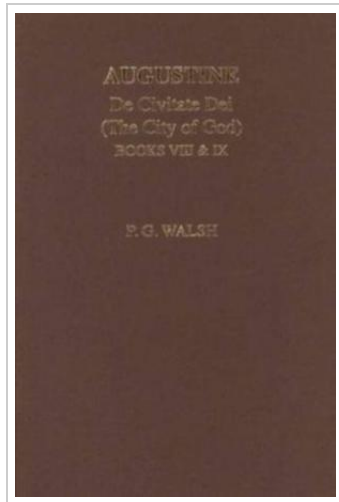 AUGUSTINE
De Civitate Dei
(The City of God)
BOOKS VIII & IX
P. G. WALSH